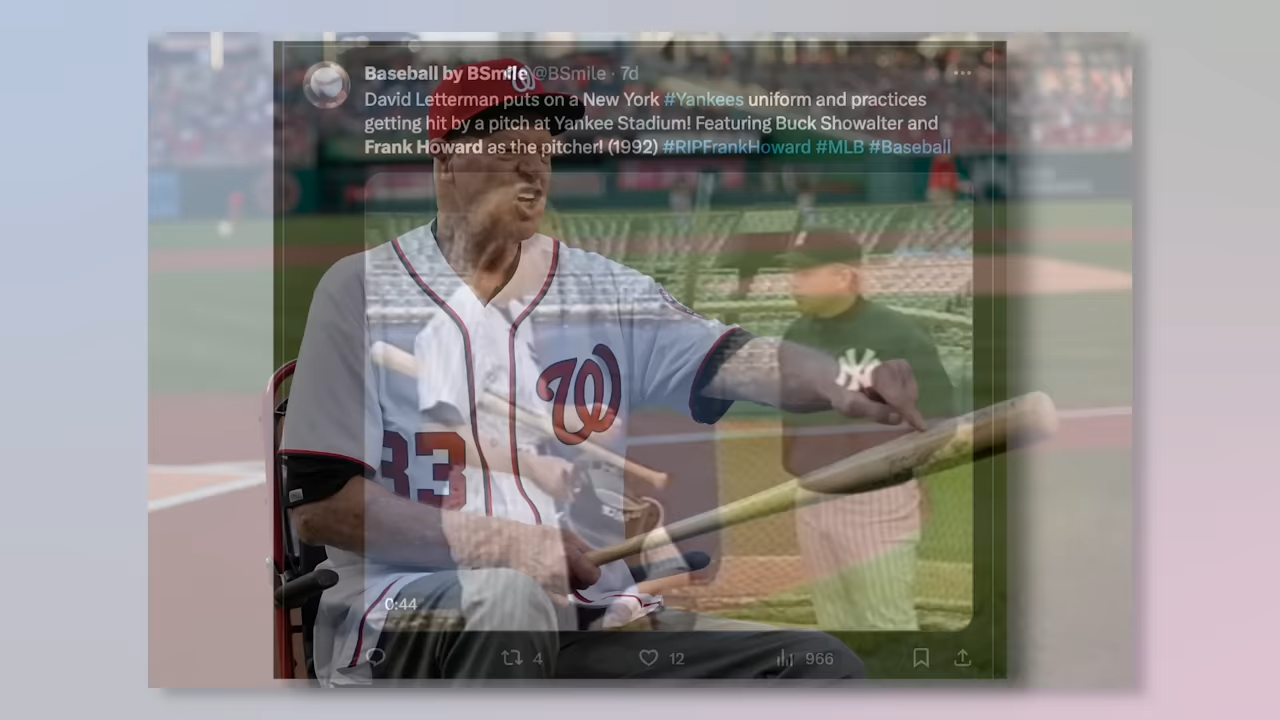 Baseball by BSmile @BSmile · 7d
David Letterman puts on a New York #Yankees uniform and practices
getting hit by a pitch at Yankee Stadium! Featuring Buck Showalter and
Frank Howard as the pitcher! (1992) #RIPFrankHoward #MLB #Baseball
W
NY
W
33
0:44
4 12 966